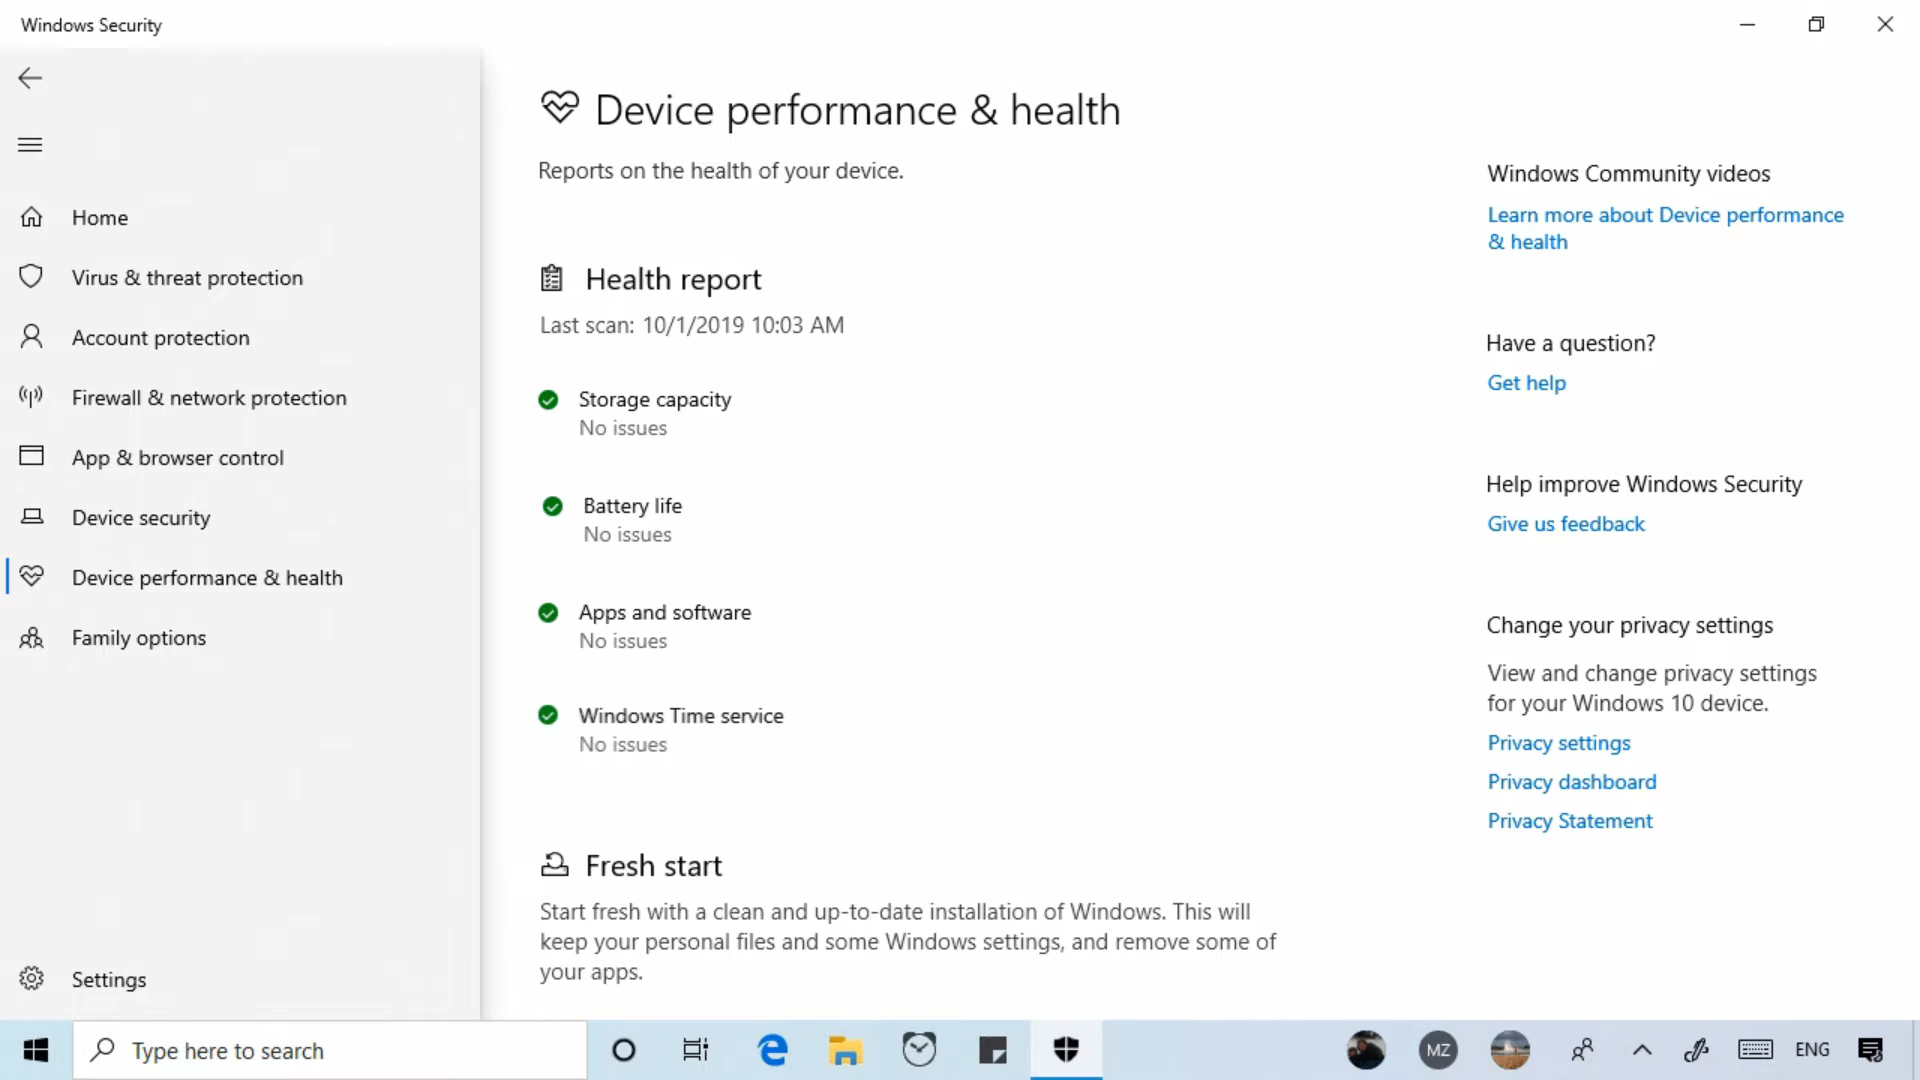 Windows Security
Home
Virus & threat protection
Account protection
Firewall & network protection
App & browser control
Device security
Device performance & health
Family options
Settings
Device performance & health
Reports on the health of your device.
Health report
Last scan: 10/1/2019 10:03 AM
Storage capacity
No issues
Battery life
No issues
Apps and software
No issues
Windows Time service
No issues
Fresh start
Start fresh with a clean and up-to-date installation of Windows. This will
keep your personal files and some Windows settings, and remove some of
your apps.
Windows Community videos
Learn more about Device performance
& health
Have a question?
Get help
Help improve Windows Security
Give us feedback
Change your privacy settings
View and change privacy settings
for your Windows 10 device.
Privacy settings
Privacy dashboard
Privacy Statement
Type here to search
MZ
ENG